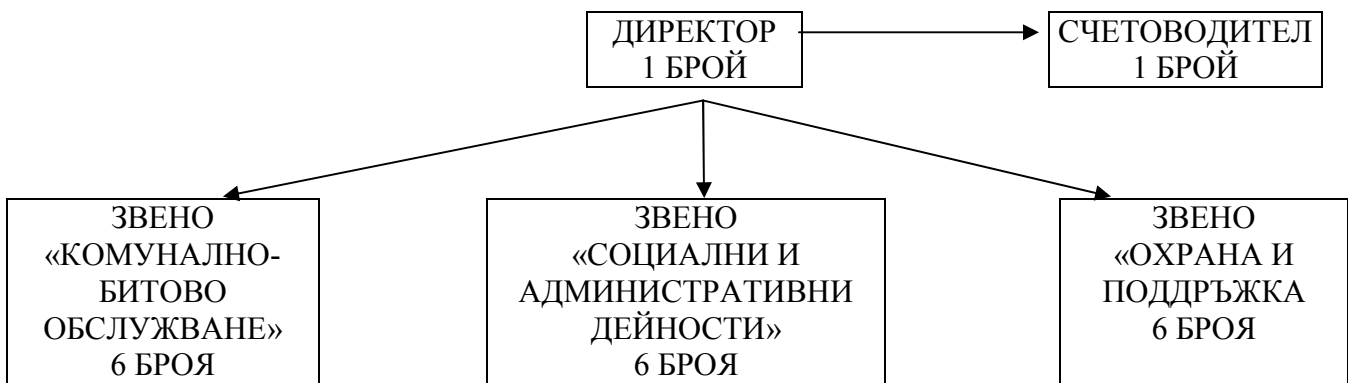 ДИРЕКТОР
1 БРОЙ
СЧЕТОВОДИТЕЛ
1 БРОЙ
ЗВЕНО
«КОМУНАЛНО-
БИТОВО
ОБСЛУЖВАНЕ»
6 БРОЯ
ЗВЕНО
«СОЦИАЛНИ И
АДМИНИСТРАТИВНИ
ДЕЙНОСТИ»
6 БРОЯ
ЗВЕНО
«ОХРАНА И
ПОДДРЪЖКА
6 БРОЯ